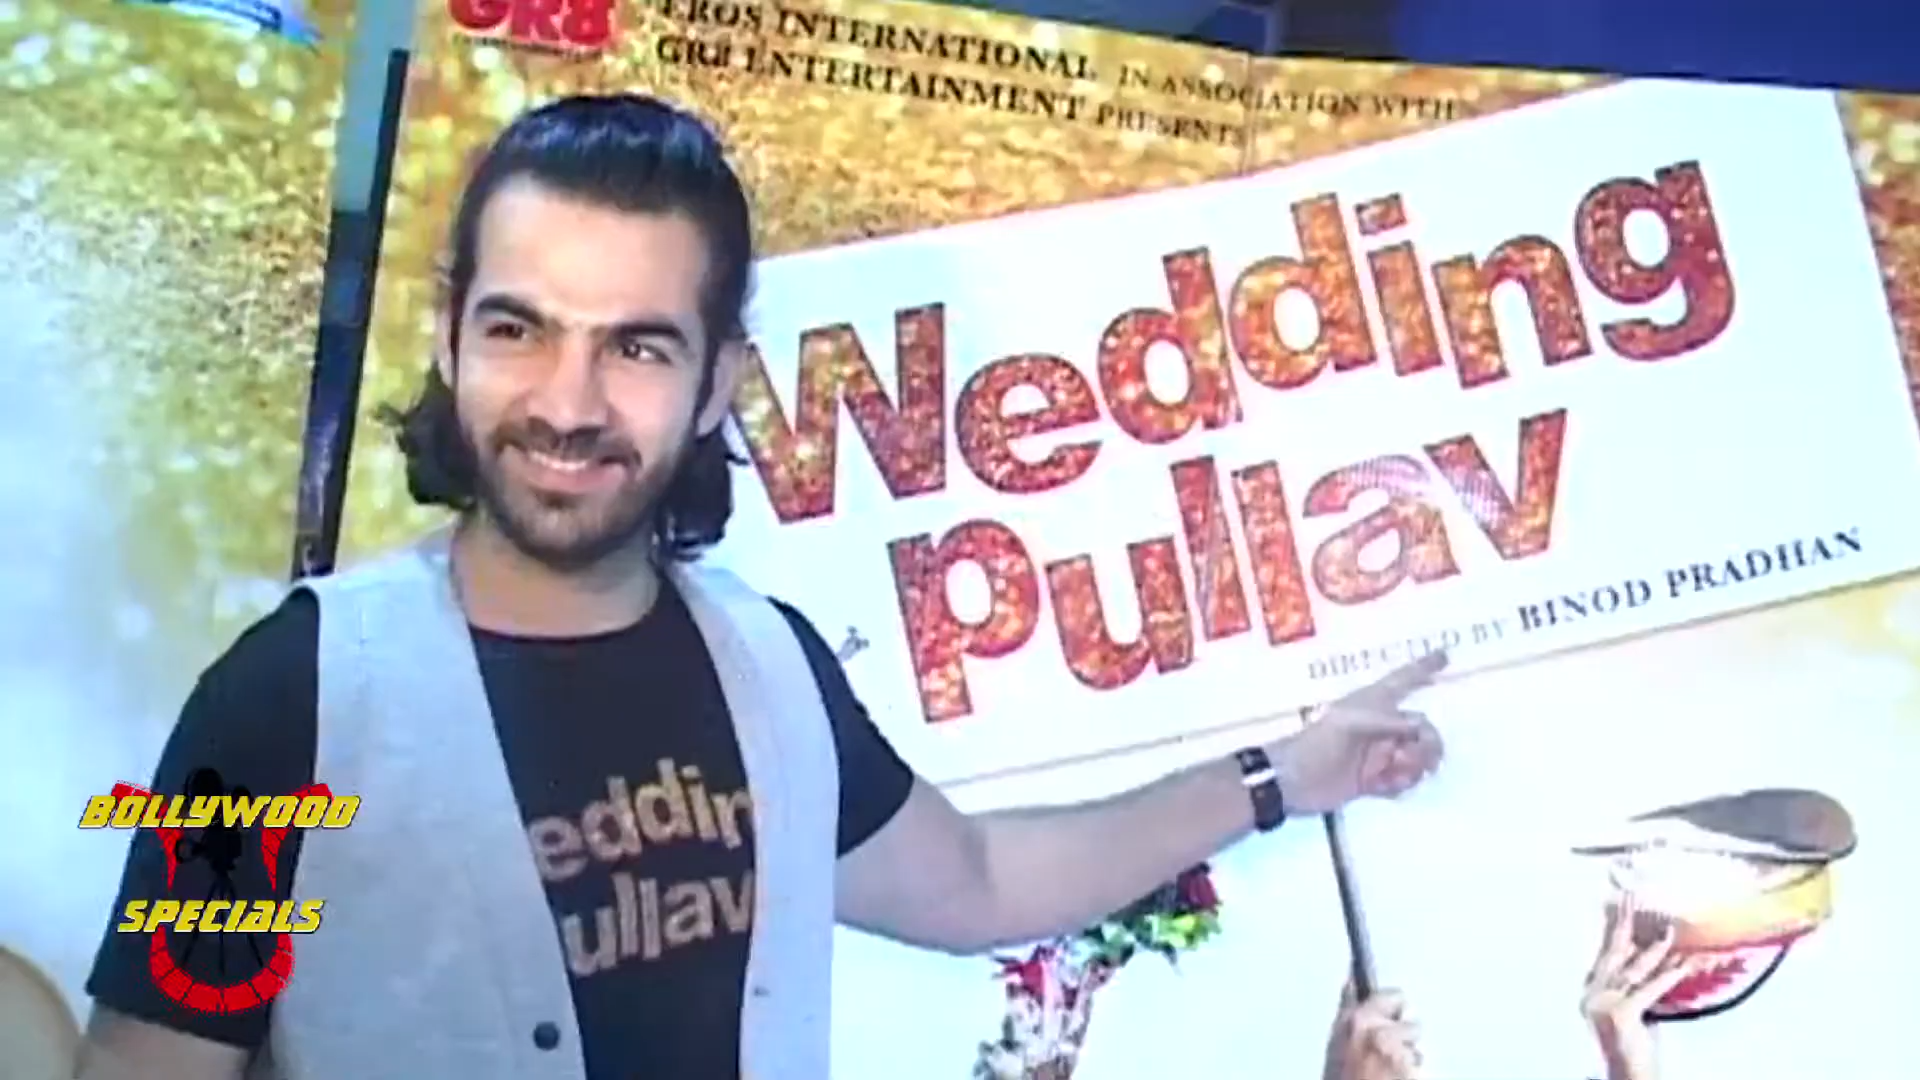 GR8
EROS INTERNATIONAL IN ASSOCIATION WITH
GR8 ENTERTAINMENT PRESENTS
Wedding
Pullav
DIRECTED BY BINOD PRADHAN
eddin
ullav
BOLLYWOOD
SPECIALS